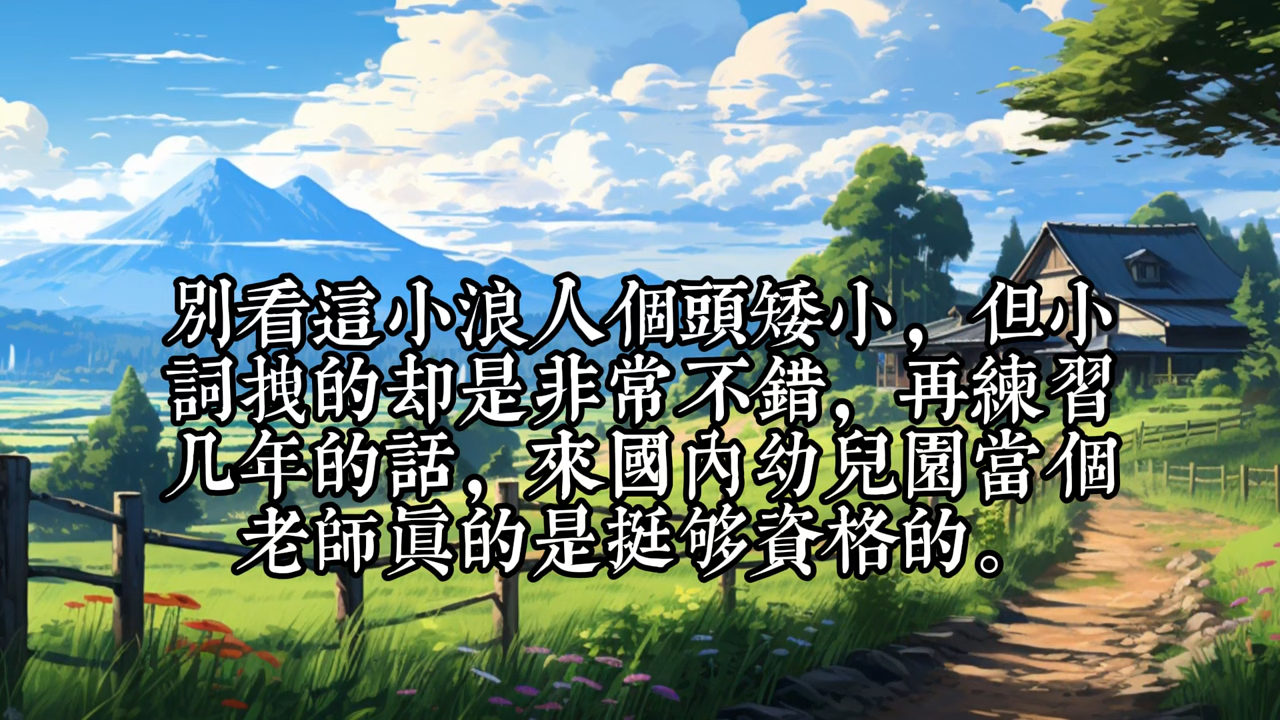 別看這小浪人個頭矮小，但小
詞拽的却是非常不錯，再練習
几年的話，來國內幼兒園當個
老師眞的是挺够資格的。